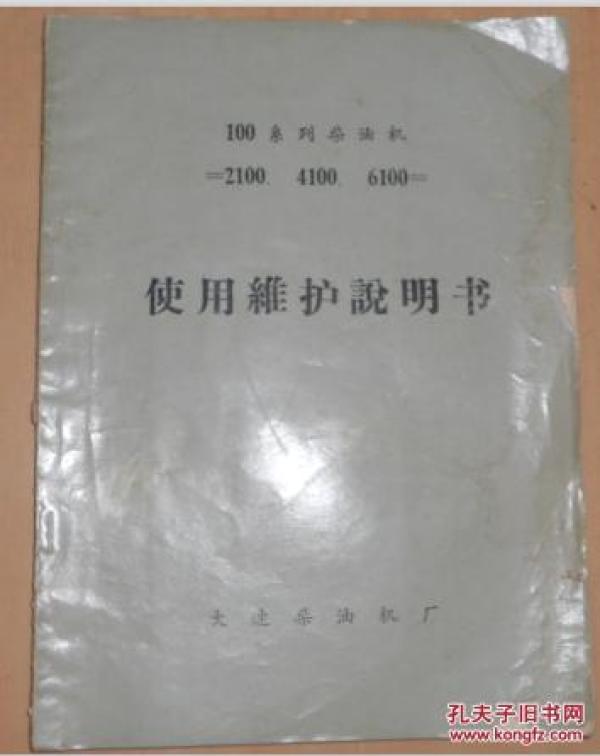 100系列柴油机
=2100、4100、6100=
使用維护說明书
大连柴油机厂
孔夫子旧书网
www.kongfz.com